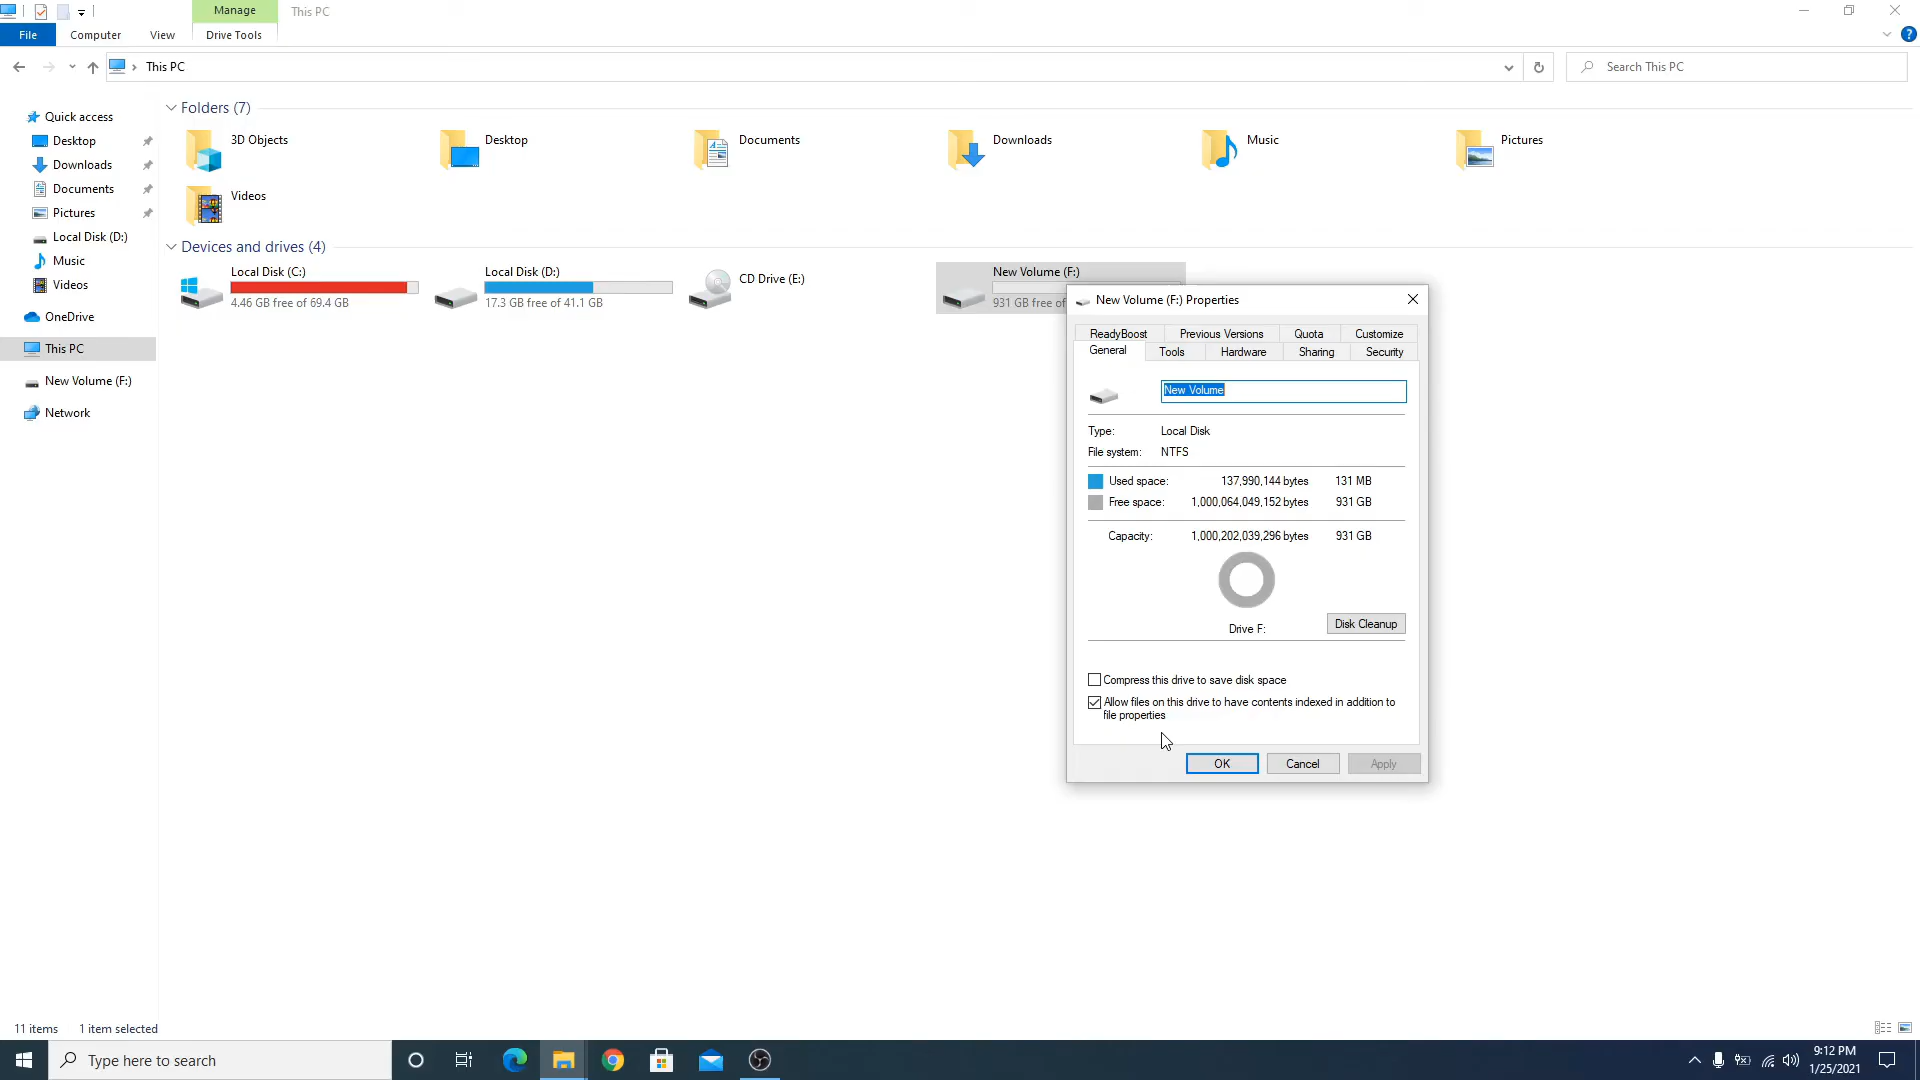 Manage
This PC
File
Computer
View
Drive Tools
This PC
Search This PC
Quick access
Desktop
Downloads
Documents
Pictures
Local Disk (D:)
Music
Videos
OneDrive
This PC
New Volume (F:)
Network
Folders (7)
3D Objects
Desktop
Documents
Downloads
Music
Pictures
Videos
Devices and drives (4)
Local Disk (C:)
4.46 GB free of 69.4 GB
Local Disk (D:)
17.3 GB free of 41.1 GB
CD Drive (E:)
New Volume (F:)
931 GB free of
New Volume (F:) Properties
ReadyBoost
Previous Versions
Quota
Customize
General
Tools
Hardware
Sharing
Security
New Volume
Type: Local Disk
File system: NTFS
Used space: 137,990,144 bytes 131 MB
Free space: 1,000,064,049,152 bytes 931 GB
Capacity: 1,000,202,039,296 bytes 931 GB
Drive F:
Disk Cleanup
Compress this drive to save disk space
Allow files on this drive to have contents indexed in addition to
file properties
OK
Cancel
Apply
11 items
1 item selected
Type here to search
9:12 PM
1/25/2021